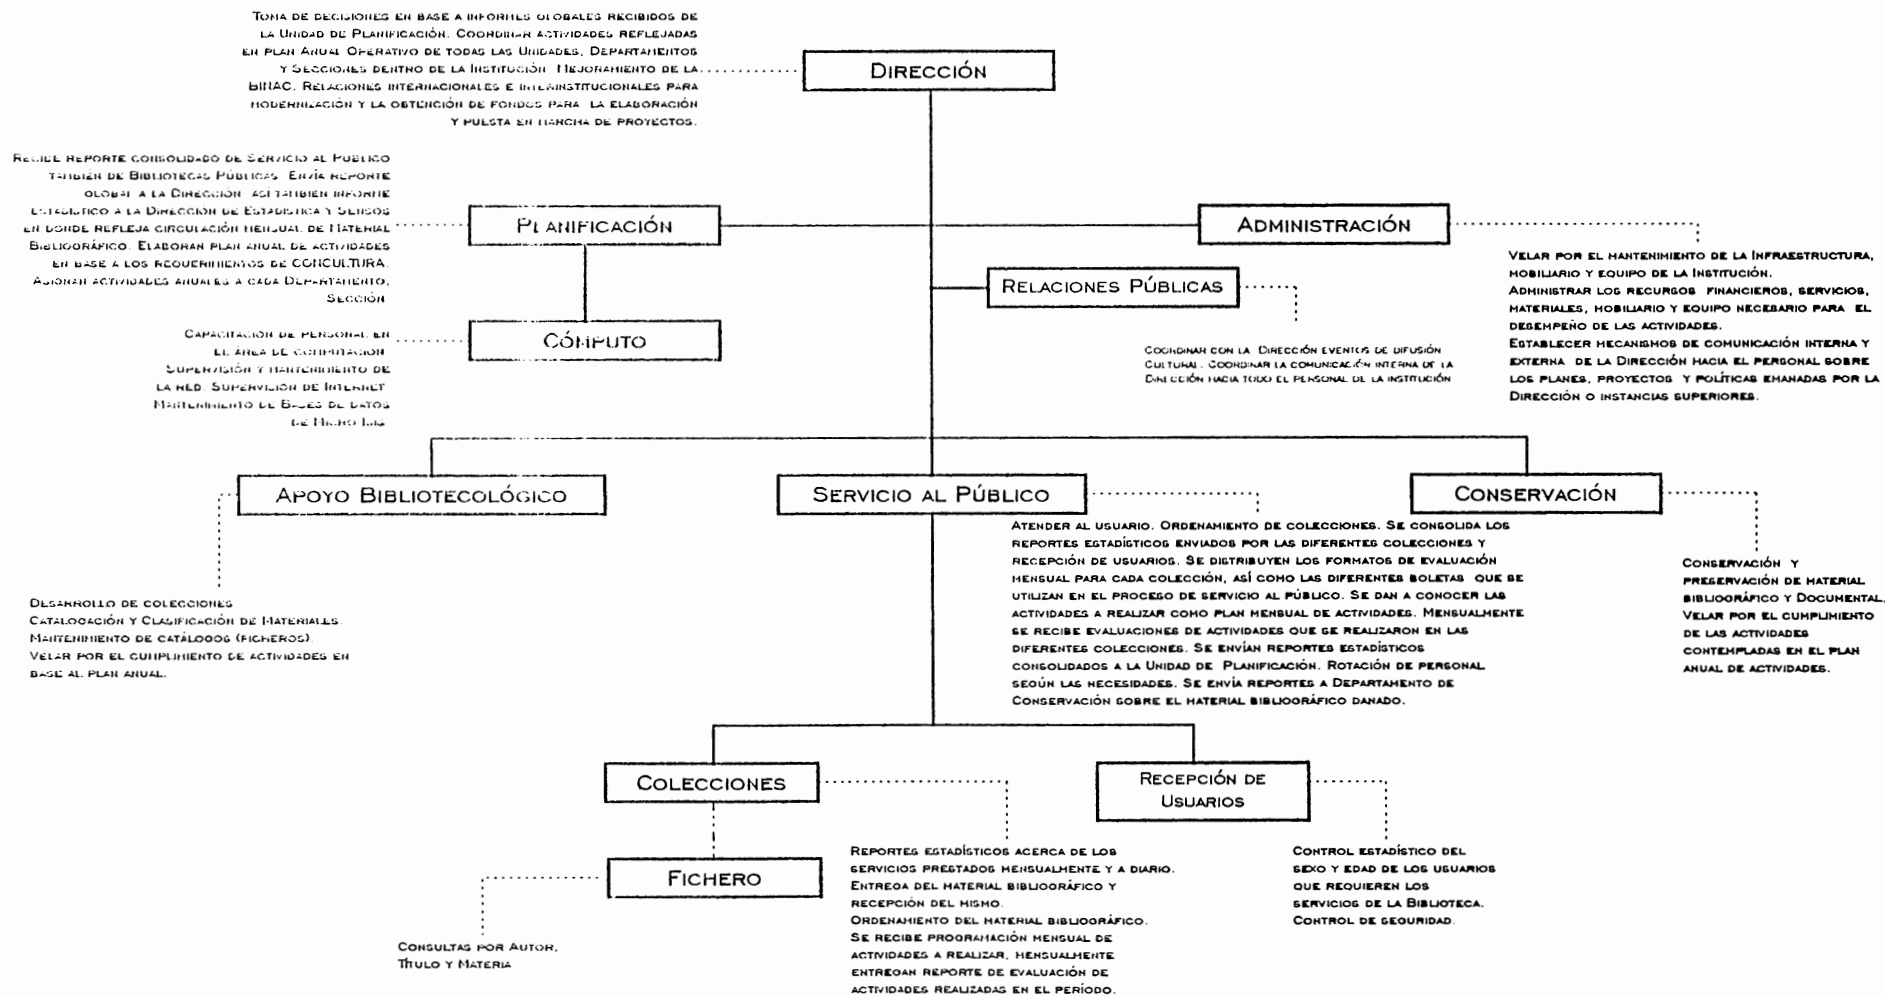 TOMA DE DECISIONES EN BASE A INFORMES GLOBALES RECIBIDOS DE
LA UNIDAD DE PLANIFICACIÓN. COORDINAR ACTIVIDADES REFLEJADAS
EN PLAN ANUAL OPERATIVO DE TODAS LAS UNIDADES, DEPARTAMENTOS
Y SECCIONES DENTRO DE LA INSTITUCIÓN. MEJORAMIENTO DE LA
BINAC. RELACIONES INTERNACIONALES E INTERINSTITUCIONALES PARA
MODERNIZACIÓN Y LA OBTENCIÓN DE FONDOS PARA LA ELABORACIÓN
Y PUESTA EN MARCHA DE PROYECTOS.
DIRECCIÓN
RECIBE REPORTE CONSOLIDADO DE SERVICIO AL PÚBLICO
TAMBIEN DE BIBLIOTECAS PÚBLICAS. ENVÍA REPORTE
GLOBAL A LA DIRECCIÓN, ASÍ TAMBIEN INFORME
ESTADÍSTICO A LA DIRECCIÓN DE ESTADÍSTICA Y SENSOS
EN DONDE REFLEJA CIRCULACIÓN MENSUAL DE MATERIAL
BIBLIOGRÁFICO. ELABORAN PLAN ANUAL DE ACTIVIDADES
EN BASE A LOS REQUERIMIENTOS DE CONCULTURA.
ASIGNAN ACTIVIDADES ANUALES A CADA DEPARTAMENTO,
SECCIÓN
PLANIFICACIÓN
ADMINISTRACIÓN
VELAR POR EL MANTENIMIENTO DE LA INFRAESTRUCTURA,
MOBILIARIO Y EQUIPO DE LA INSTITUCIÓN.
ADMINISTRAR LOS RECURSOS FINANCIEROS, SERVICIOS,
MATERIALES, MOBILIARIO Y EQUIPO NECESARIO PARA EL
DESEMPEÑO DE LAS ACTIVIDADES.
ESTABLECER MECANISMOS DE COMUNICACIÓN INTERNA Y
EXTERNA DE LA DIRECCIÓN HACIA EL PERSONAL SOBRE
LOS PLANES, PROYECTOS Y POLÍTICAS EMANADAS POR LA
DIRECCIÓN O INSTANCIAS SUPERIORES.
RELACIONES PÚBLICAS
COORDINAR CON LA DIRECCIÓN EVENTOS DE DIFUSIÓN
CULTURAL. COORDINAR LA COMUNICACIÓN INTERNA DE LA
DIRECCIÓN HACIA TODO EL PERSONAL DE LA INSTITUCIÓN
CAPACITACIÓN DE PERSONAL EN
EL ÁREA DE COMPUTACIÓN
SUPERVISIÓN Y MANTENIMIENTO DE
LA RED. SUPERVISIÓN DE INTERNET.
MANTENIMIENTO DE BASES DE DATOS
DE MICRO ISIS
CÓMPUTO
APOYO BIBLIOTECOLÓGICO
SERVICIO AL PÚBLICO
CONSERVACIÓN
DESARROLLO DE COLECCIONES
CATALOGACIÓN Y CLASIFICACIÓN DE MATERIALES.
MANTENIMIENTO DE CATÁLOGOS (FICHEROS).
VELAR POR EL CUMPLIMIENTO DE ACTIVIDADES EN
BASE AL PLAN ANUAL.
ATENDER AL USUARIO. ORDENAMIENTO DE COLECCIONES. SE CONSOLIDA LOS
REPORTES ESTADÍSTICOS ENVIADOS POR LAS DIFERENTES COLECCIONES Y
RECEPCIÓN DE USUARIOS. SE DISTRIBUYEN LOS FORMATOS DE EVALUACIÓN
MENSUAL PARA CADA COLECCIÓN, ASÍ COMO LAS DIFERENTES BOLETAS QUE SE
UTILIZAN EN EL PROCESO DE SERVICIO AL PÚBLICO. SE DAN A CONOCER LAS
ACTIVIDADES A REALIZAR COMO PLAN MENSUAL DE ACTIVIDADES. MENSUALMENTE
SE RECIBE EVALUACIONES DE ACTIVIDADES QUE SE REALIZARON EN LAS
DIFERENTES COLECCIONES. SE ENVÍAN REPORTES ESTADÍSTICOS
CONSOLIDADOS A LA UNIDAD DE PLANIFICACIÓN. ROTACIÓN DE PERSONAL
SEGÚN LAS NECESIDADES. SE ENVÍA REPORTES A DEPARTAMENTO DE
CONSERVACIÓN SOBRE EL MATERIAL BIBLIOGRÁFICO DANADO.
CONSERVACIÓN Y
PRESERVACIÓN DE MATERIAL
BIBLIOGRÁFICO Y DOCUMENTAL.
VELAR POR EL CUMPLIMIENTO
DE LAS ACTIVIDADES
CONTEMPLADAS EN EL PLAN
ANUAL DE ACTIVIDADES.
COLECCIONES
RECEPCIÓN DE
USUARIOS
FICHERO
REPORTES ESTADÍSTICOS ACERCA DE LOS
SERVICIOS PRESTADOS MENSUALMENTE Y A DIARIO.
ENTREGA DEL MATERIAL BIBLIOGRÁFICO Y
RECEPCIÓN DEL MISMO.
ORDENAMIENTO DEL MATERIAL BIBLIOGRÁFICO.
SE RECIBE PROGRAMACIÓN MENSUAL DE
ACTIVIDADES A REALIZAR, MENSUALMENTE
ENTREGAN REPORTE DE EVALUACIÓN DE
ACTIVIDADES REALIZADAS EN EL PERÍODO.
CONTROL ESTADÍSTICO DEL
SEXO Y EDAD DE LOS USUARIOS
QUE REQUIEREN LOS
SERVICIOS DE LA BIBLIOTECA.
CONTROL DE SEGURIDAD.
CONSULTAS POR AUTOR,
TÍTULO Y MATERIA